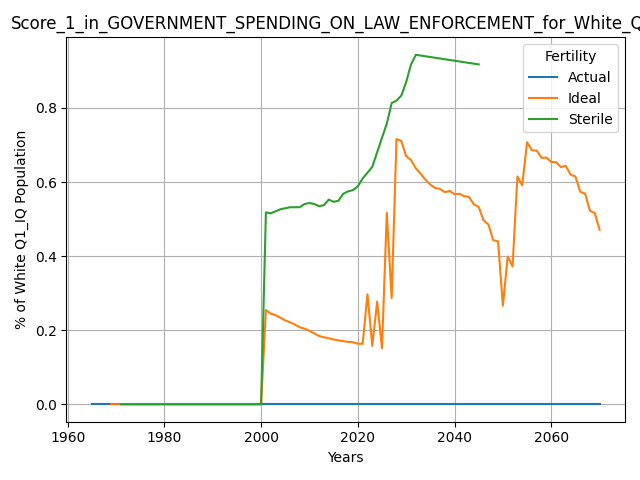 Score_1_in_GOVERNMENT_SPENDING_ON_LAW_ENFORCEMENT_for_White_Q
Fertility
Actual
Ideal
Sterile
% of White Q1_IQ Population
0.8
0.6
0.4
0.2
0.0
1960 1980 2000 2020 2040 2060
Years